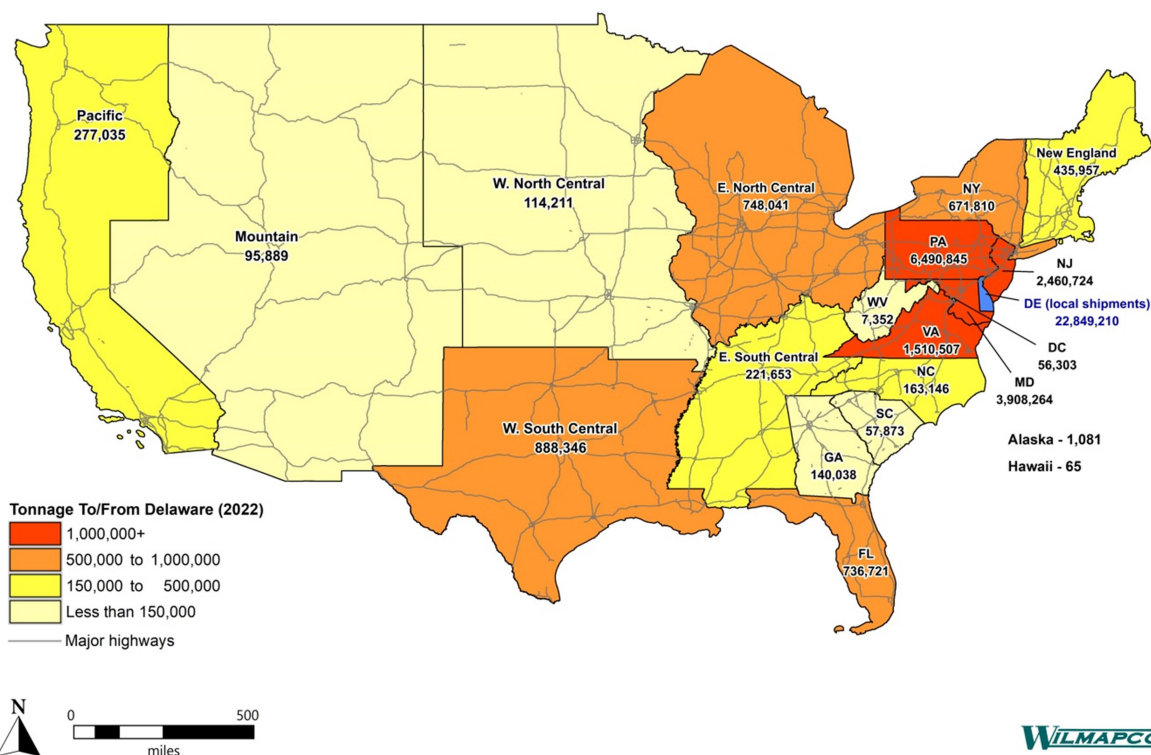 Pacific
277,035
Mountain
95,889
W. North Central
114,211
E. North Central
748,041
NY
671,810
New England
435,957
PA
6,490,845
NJ
2,460,724
DE (local shipments)
22,849,210
WV
7,352
VA
1,510,507
DC
56,303
MD
3,908,264
E. South Central
221,653
NC
163,146
SC
57,873
GA
140,038
W. South Central
888,346
FL
736,721
Alaska - 1,081
Hawaii - 65
Tonnage To/From Delaware (2022)
1,000,000+
500,000 to 1,000,000
150,000 to 500,000
Less than 150,000
Major highways
N
0 500
miles
WILMAPCO